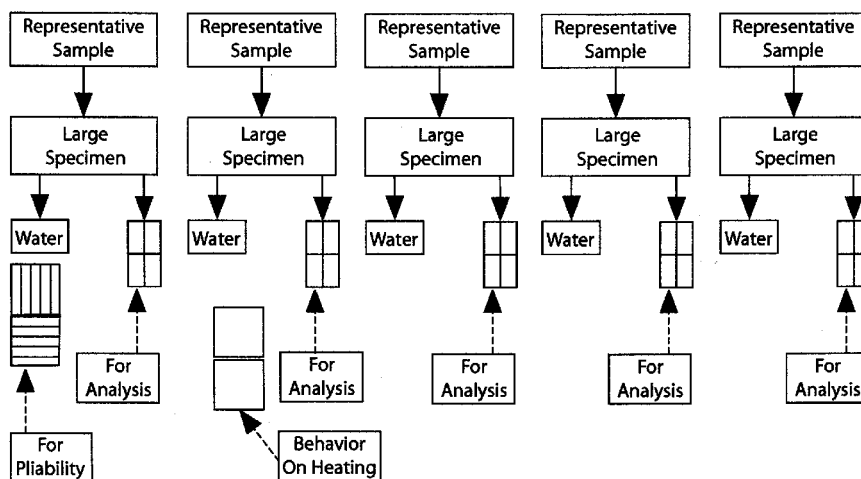 Representative
Sample
Representative
Sample
Representative
Sample
Representative
Sample
Representative
Sample
Large
Specimen
Large
Specimen
Large
Specimen
Large
Specimen
Large
Specimen
Water
Water
Water
Water
Water
For
Analysis
For
Analysis
For
Analysis
For
Analysis
For
Analysis
For
Pliability
Behavior
On Heating